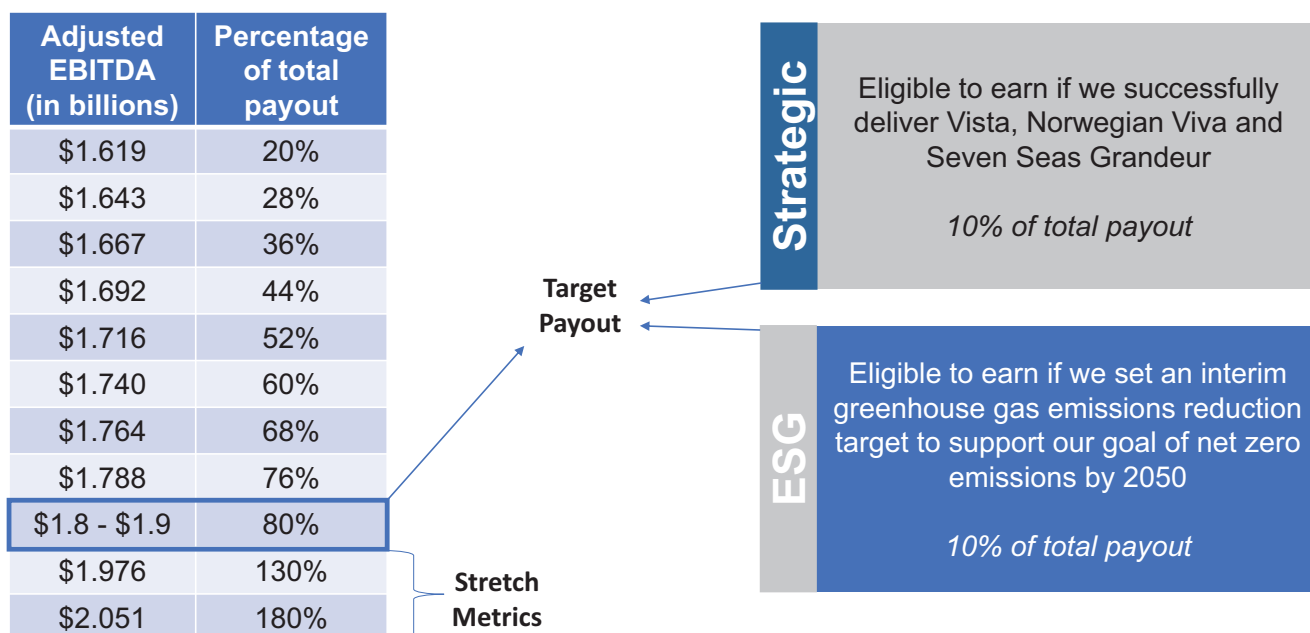 Adjusted EBITDA (in billions) Percentage of total payout
$1.619 20%
$1.643 28%
$1.667 36%
$1.692 44%
$1.716 52%
$1.740 60%
$1.764 68%
$1.788 76%
$1.8 - $1.9 80%
$1.976 130%
$2.051 180%
Target
Payout
Stretch
Metrics
Strategic
Eligible to earn if we successfully
deliver Vista, Norwegian Viva and
Seven Seas Grandeur
10% of total payout
ESG
Eligible to earn if we set an interim
greenhouse gas emissions reduction
target to support our goal of net zero
emissions by 2050
10% of total payout